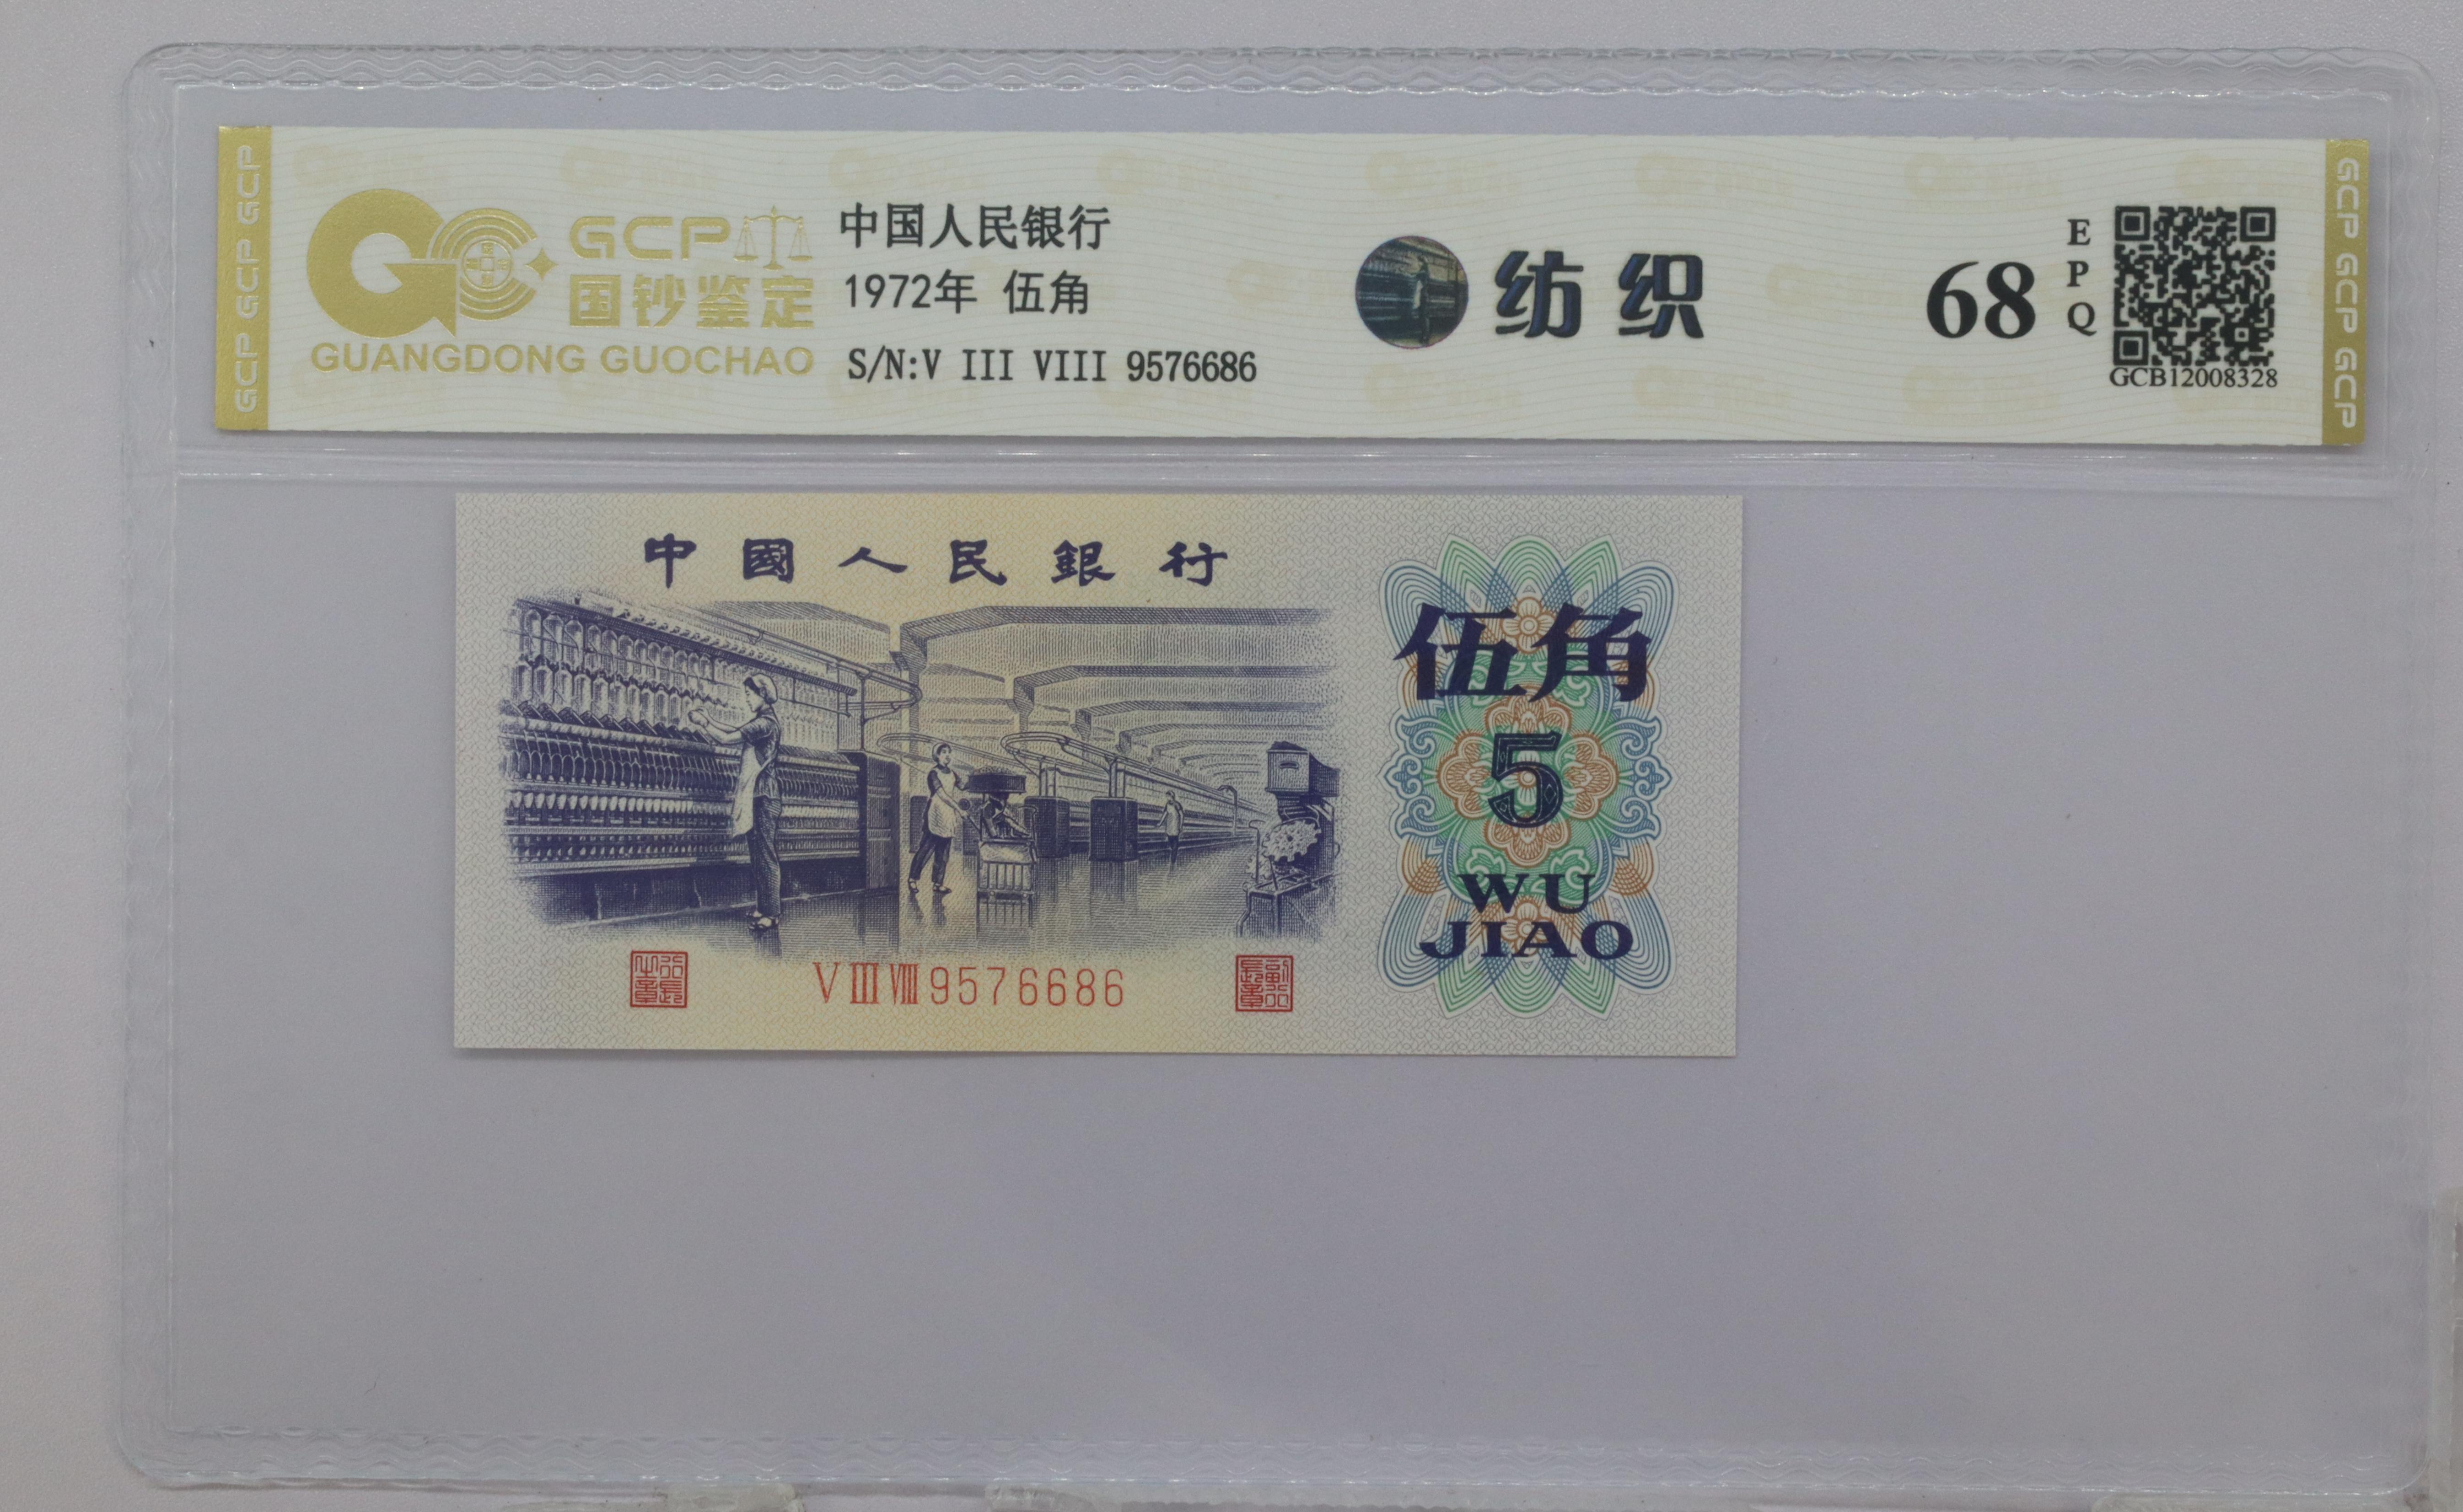 GCP GCP GCP
GCP
国钞鉴定
GUANGDONG GUOCHAO
中国人民银行
1972年 伍角
S/N:V III VIII 9576686
纺织
68
EPQ
GCB12008328
GCP GCP GCP
中國人民銀行
伍角
5
WU
JIAO
V III VIII 9576686